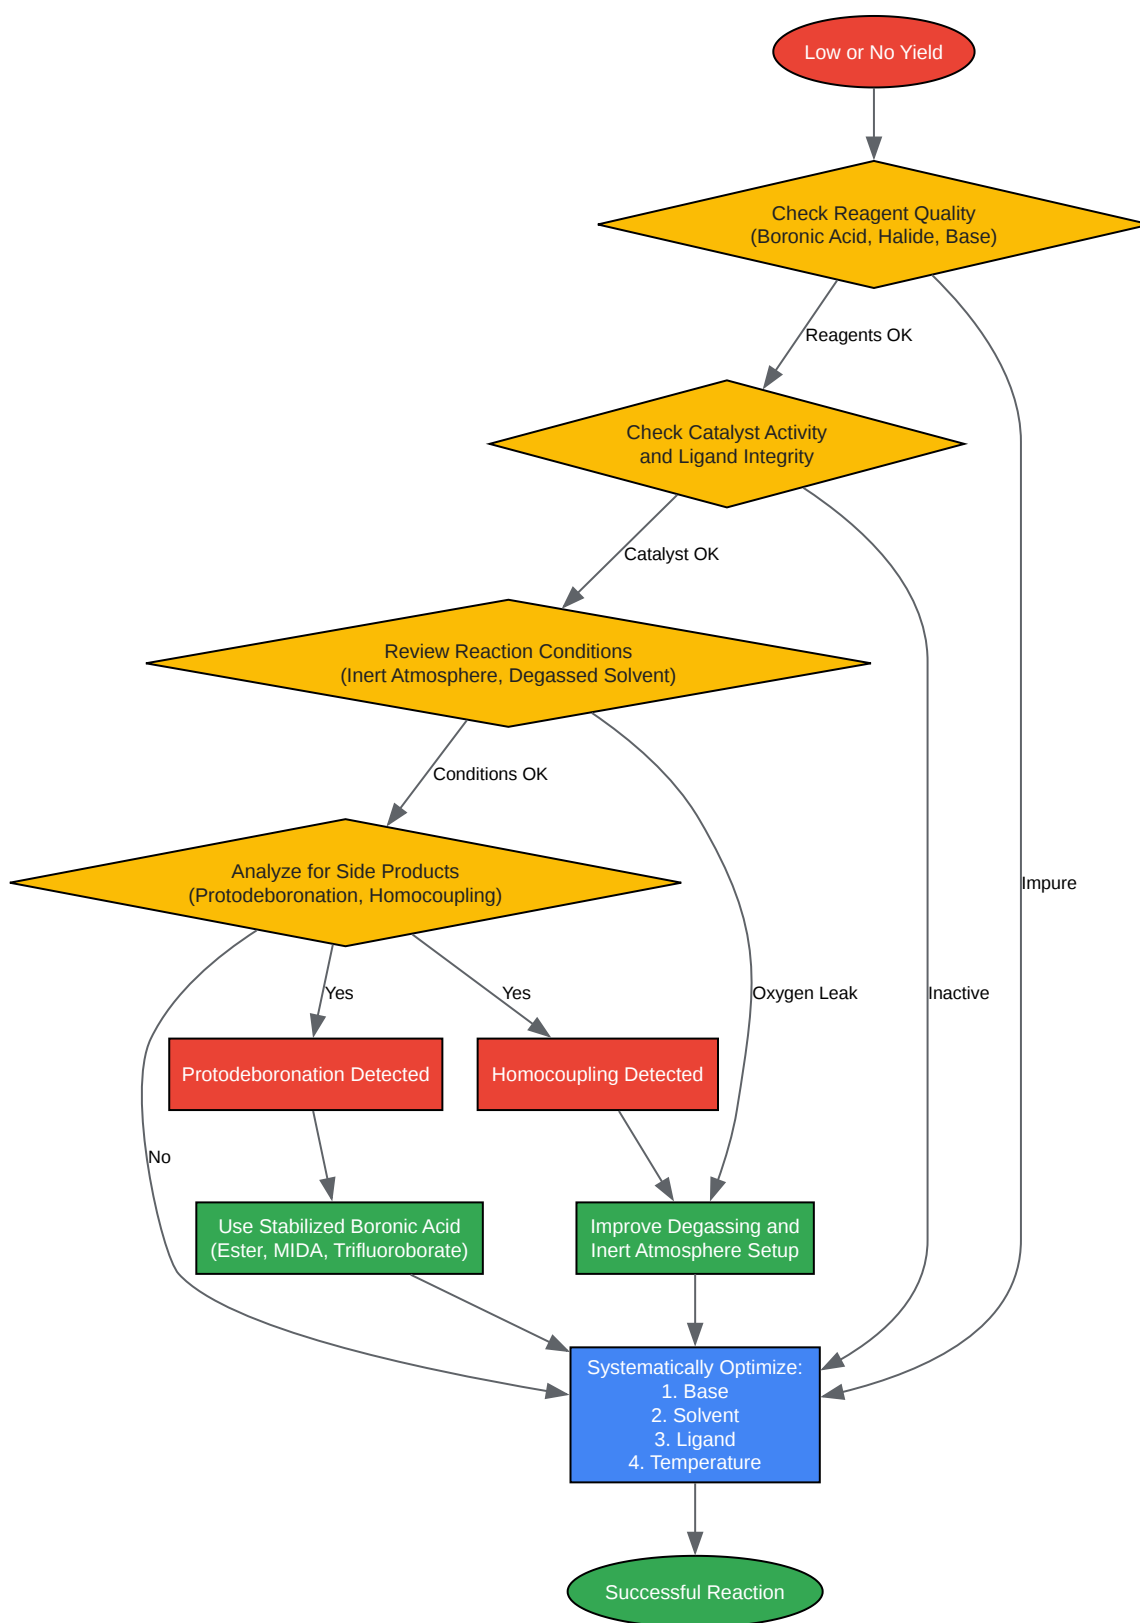 Low or No Yield
Check Reagent Quality
(Boronic Acid, Halide, Base)
Reagents OK
Check Catalyst Activity
and Ligand Integrity
Catalyst OK
Review Reaction Conditions
(Inert Atmosphere, Degassed Solvent)
Conditions OK
Analyze for Side Products
(Protodeboronation, Homocoupling)
Impure
Yes
Yes
Oxygen Leak
Inactive
Protodeboronation Detected
Homocoupling Detected
No
Use Stabilized Boronic Acid
(Ester, MIDA, Trifluoroborate)
Improve Degassing and
Inert Atmosphere Setup
Systematically Optimize:
1. Base
2. Solvent
3. Ligand
4. Temperature
Successful Reaction